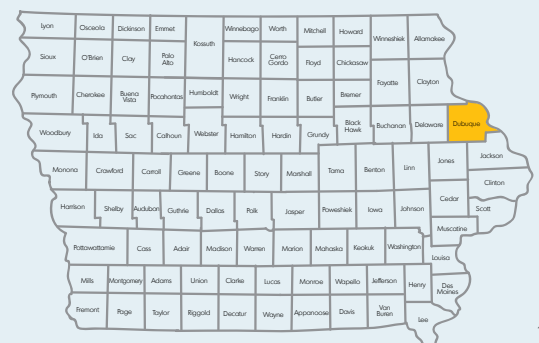 Lyon
Osceola
Dickinson
Emmet
Winnebago
Worth
Mitchell
Howard
Winneshiek
Allamakee
Kossuth
Sioux
O'Brien
Clay
Palo
Alto
Hancock
Cerro
Gordo
Floyd
Chickasaw
Fayette
Clayton
Plymouth
Cherokee
Buena
Vista
Pocahontas
Humboldt
Wright
Franklin
Butler
Bremer
Woodbury
Ida
Sac
Calhoun
Webster
Hamilton
Hardin
Grundy
Black
Hawk
Buchanan
Delaware
Dubuque
Monona
Crawford
Carroll
Greene
Boone
Story
Marshall
Tama
Benton
Linn
Jones
Jackson
Clinton
Harrison
Shelby
Audubon
Guthrie
Dallas
Polk
Jasper
Poweshiek
Iowa
Johnson
Cedar
Scott
Muscatine
Pottawattamie
Cass
Adair
Madison
Warren
Marion
Mahaska
Keokuk
Washington
Louisa
Mills
Montgomery
Adams
Union
Clarke
Lucas
Monroe
Wapello
Jefferson
Henry
Des
Moines
Fremont
Page
Taylor
Ringgold
Decatur
Wayne
Appanoose
Davis
Van
Buren
Lee